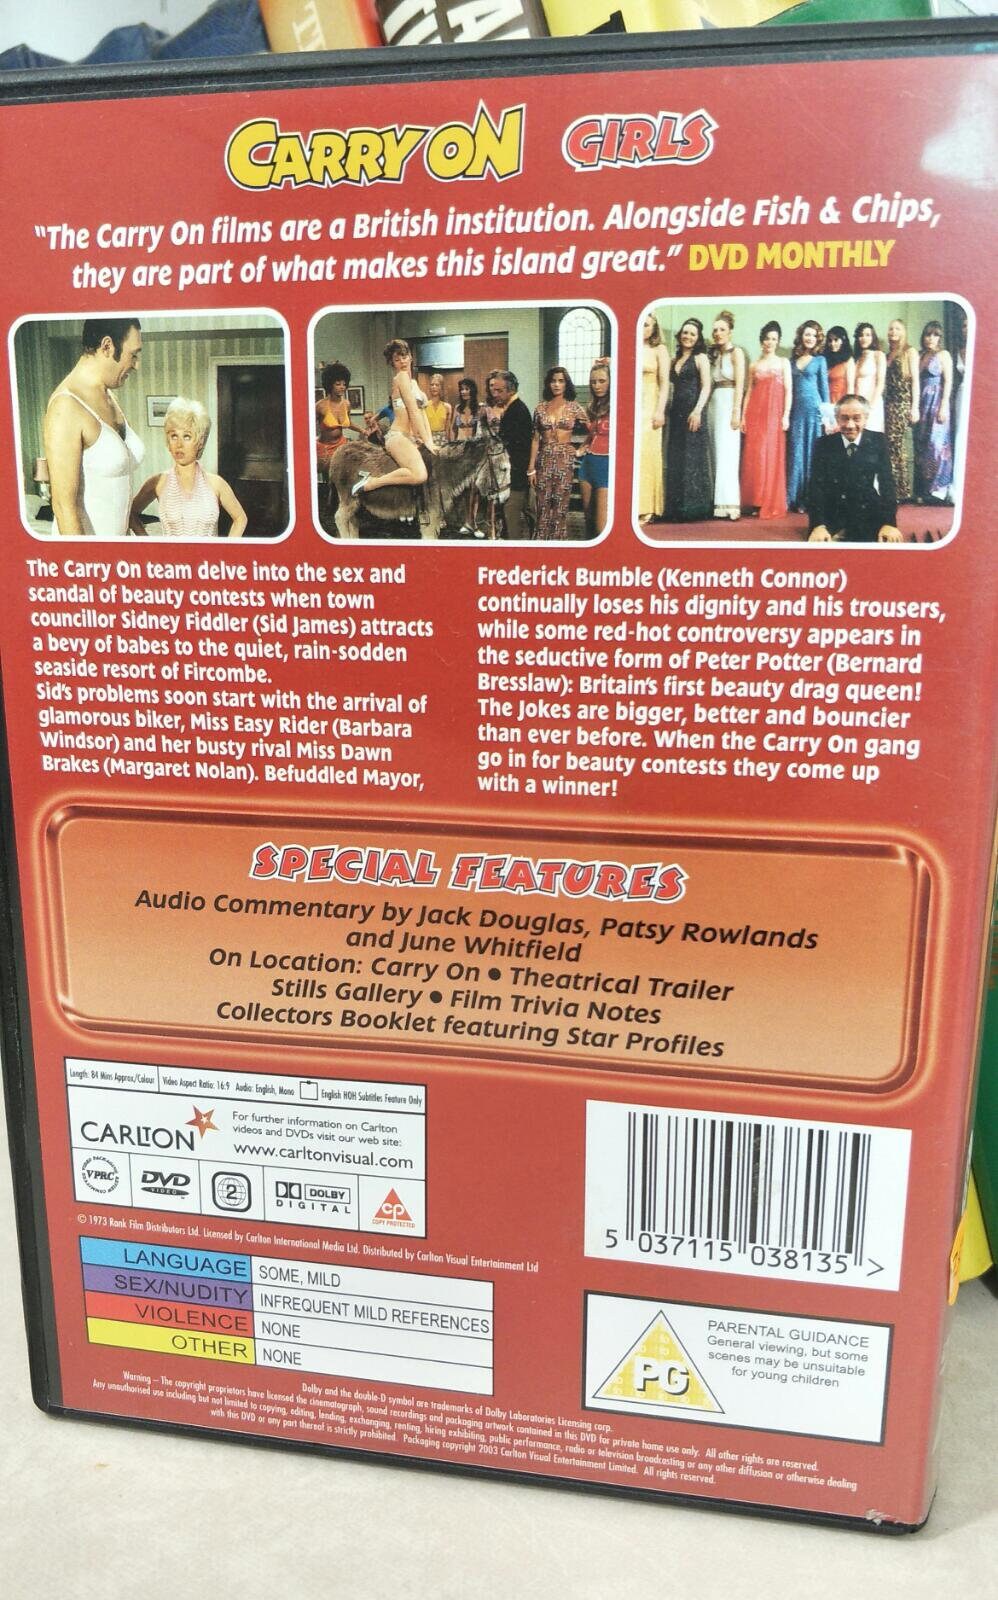 CARRY ON GIRLS
"The Carry On films are a British institution. Alongside Fish & Chips,
they are part of what makes this island great." DVD MONTHLY
The Carry On team delve into the sex and
scandal of beauty contests when town
councillor Sidney Fiddler (Sid James) attracts
a bevy of babes to the quiet, rain-sodden
seaside resort of Fircombe.
Sid's problems soon start with the arrival of
glamorous biker, Miss Easy Rider (Barbara
Windsor) and her busty rival Miss Dawn
Brakes (Margaret Nolan). Befuddled Mayor,
Frederick Bumble (Kenneth Connor)
continually loses his dignity and his trousers,
while some red-hot controversy appears in
the seductive form of Peter Potter (Bernard
Bresslaw): Britain's first beauty drag queen!
The Jokes are bigger, better and bouncier
than ever before. When the Carry On gang
go in for beauty contests they come up
with a winner!
SPECIAL FEATURES
Audio Commentary by Jack Douglas, Patsy Rowlands
and June Whitfield
On Location: Carry On • Theatrical Trailer
Stills Gallery • Film Trivia Notes
Collectors Booklet featuring Star Profiles
Length: 84 Mins Approx/Colour Video Aspect Ratio: 16:9 Audio: English, Mono English HOH Subtitles Feature Only
CARLTON
For further information on Carlton
videos and DVDs visit our web site:
www.carltonvisual.com
VPRC
DVD
VIDEO
2
DOLBY
DIGITAL
CP
COPY PROTECTED
© 1973 Rank Film Distributors Ltd. Licensed by Carlton International Media Ltd. Distributed by Carlton Visual Entertainment Ltd
5 037115 038135 >
LANGUAGE SOME, MILD
SEX/NUDITY INFREQUENT MILD REFERENCES
VIOLENCE NONE
OTHER NONE
PG
PARENTAL GUIDANCE
General viewing, but some
scenes may be unsuitable
for young children
Dolby and the double-D symbol are trademarks of Dolby Laboratories Licensing corp.
Warning – The copyright proprietors have licensed the cinematograph, sound recordings and packaging artwork contained in this DVD for private home use only. All other rights are reserved.
Any unauthorised use including but not limited to copying, editing, lending, exchanging, renting, hiring exhibiting, public performance, radio or television broadcasting or any other diffusion or otherwise dealing
with this DVD or any part thereof is strictly prohibited. Packaging copyright 2003 Carlton Visual Entertainment Limited. All rights reserved.